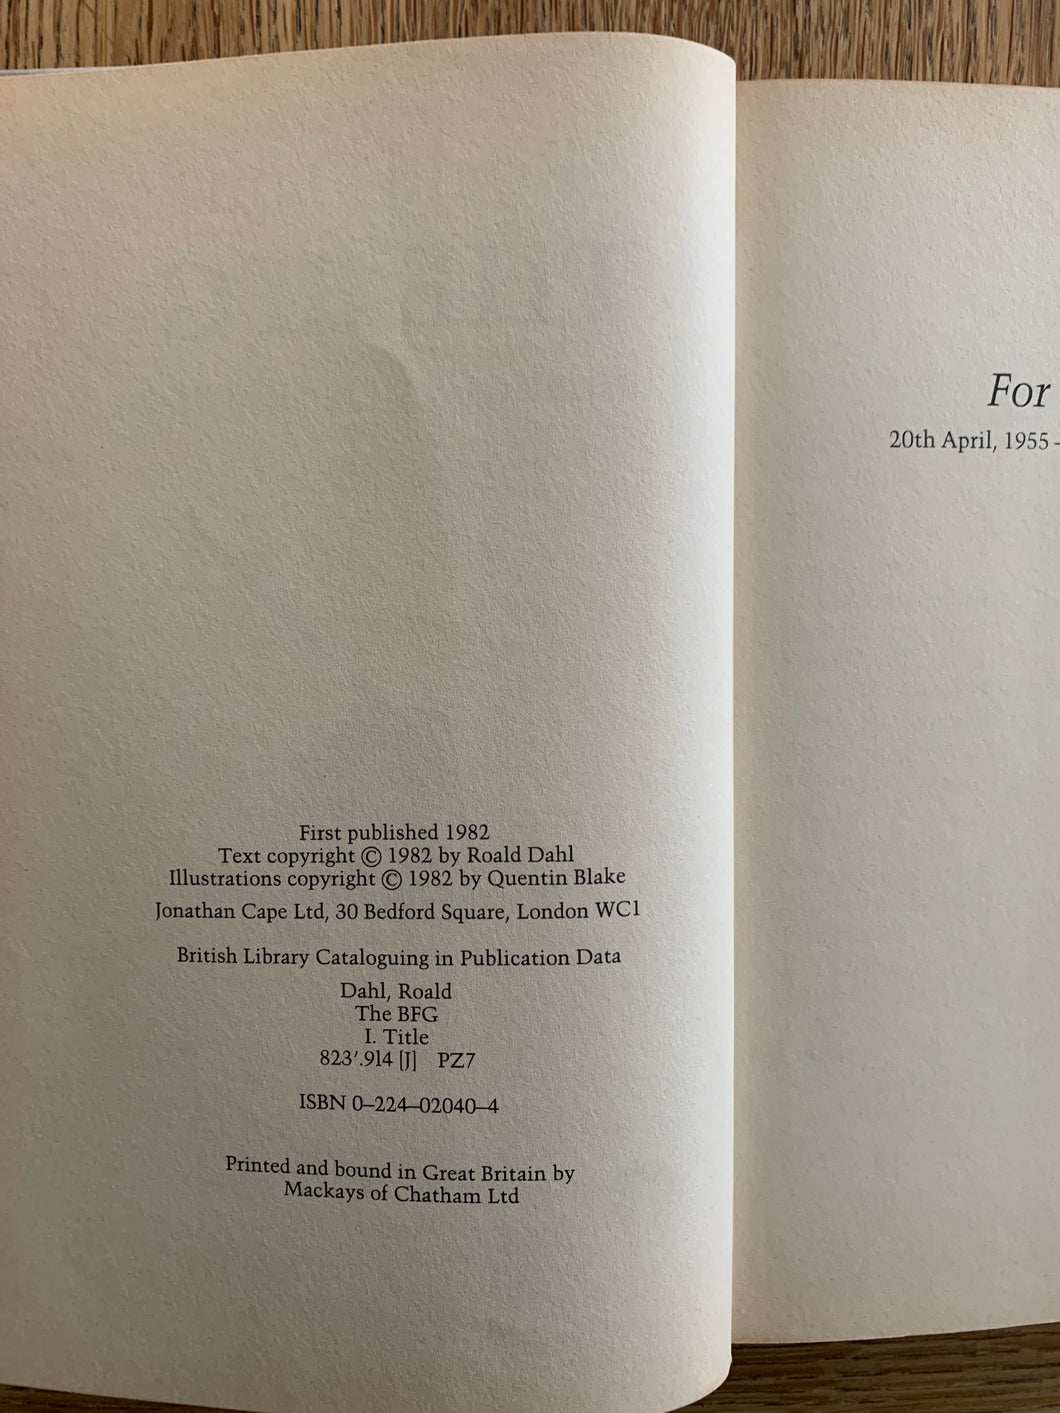 First published 1982
Text copyright © 1982 by Roald Dahl
Illustrations copyright © 1982 by Quentin Blake
Jonathan Cape Ltd, 30 Bedford Square, London WC1
British Library Cataloguing in Publication Data
Dahl, Roald
The BFG
I. Title
823′.914 [J] PZ7
ISBN 0–224–02040–4
Printed and bound in Great Britain by
Mackays of Chatham Ltd
For
20th April, 1955 –